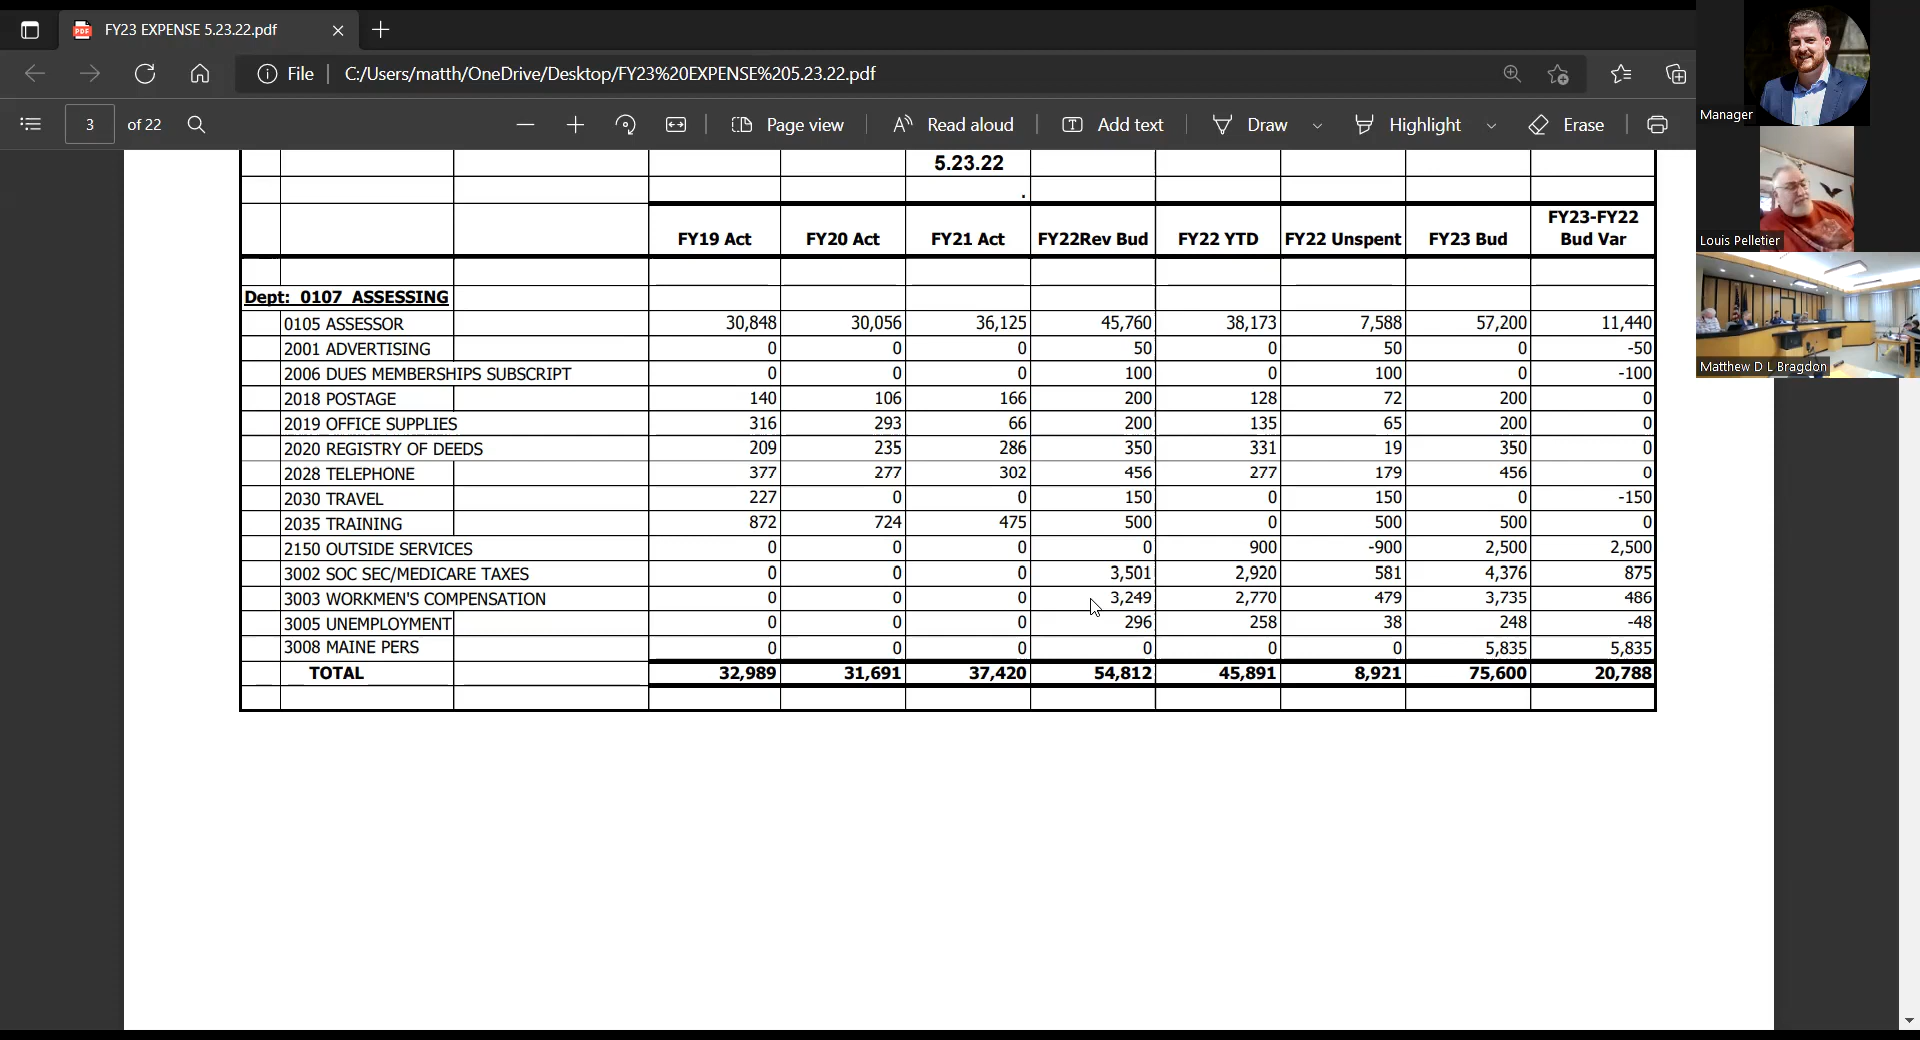 FY23 EXPENSE 5.23.22.pdf
File C:/Users/matth/OneDrive/Desktop/FY23%20EXPENSE%205.23.22.pdf
3 of 22 Page view Read aloud Add text Draw Highlight Erase
Manager
Louis Pelletier
Matthew D L Bragdon
5.23.22
FY23-FY22
FY19 Act FY20 Act FY21 Act FY22Rev Bud FY22 YTD FY22 Unspent FY23 Bud Bud Var
Dept: 0107 ASSESSING
0105 ASSESSOR 30,848 30,056 36,125 45,760 38,173 7,588 57,200 11,440
2001 ADVERTISING 0 0 0 50 0 50 0 -50
2006 DUES MEMBERSHIPS SUBSCRIPT 0 0 0 100 0 100 0 -100
2018 POSTAGE 140 106 166 200 128 72 200 0
2019 OFFICE SUPPLIES 316 293 66 200 135 65 200 0
2020 REGISTRY OF DEEDS 209 235 286 350 331 19 350 0
2028 TELEPHONE 377 277 302 456 277 179 456 0
2030 TRAVEL 227 0 0 150 0 150 0 -150
2035 TRAINING 872 724 475 500 0 500 500 0
2150 OUTSIDE SERVICES 0 0 0 0 900 -900 2,500 2,500
3002 SOC SEC/MEDICARE TAXES 0 0 0 3,501 2,920 581 4,376 875
3003 WORKMEN'S COMPENSATION 0 0 0 3,249 2,770 479 3,735 486
3005 UNEMPLOYMENT 0 0 0 296 258 38 248 -48
3008 MAINE PERS 0 0 0 0 0 0 5,835 5,835
TOTAL 32,989 31,691 37,420 54,812 45,891 8,921 75,600 20,788